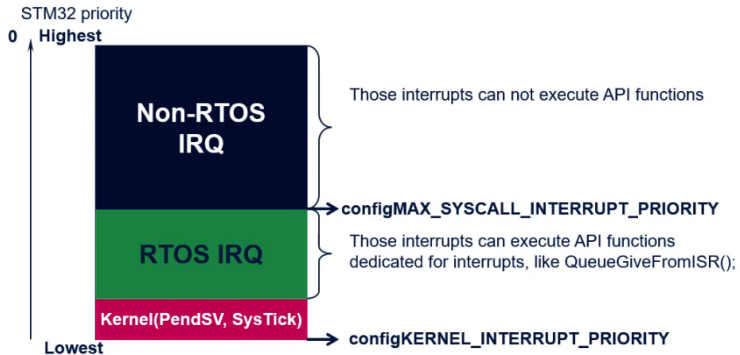 STM32 priority
0 Highest
Non-RTOS
IRQ
Those interrupts can not execute API functions
configMAX_SYSCALL_INTERRUPT_PRIORITY
RTOS IRQ
Those interrupts can execute API functions
dedicated for interrupts, like QueueGiveFromISR();
Kernel(PendSV, SysTick)
configKERNEL_INTERRUPT_PRIORITY
Lowest